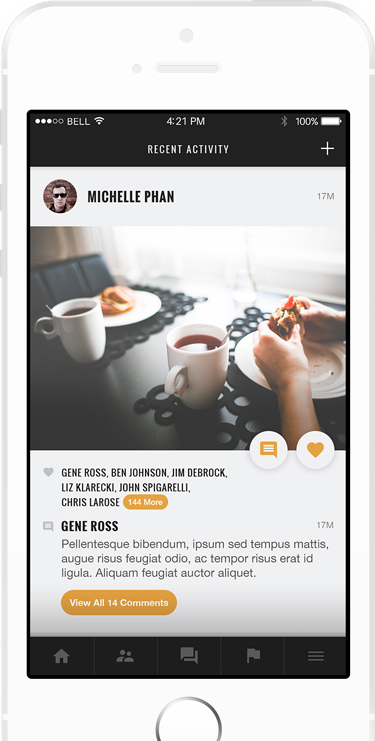 BELL 4:21 PM 100%
RECENT ACTIVITY
MICHELLE PHAN 17M
GENE ROSS, BEN JOHNSON, JIM DEBROCK,
LIZ KLARECKI, JOHN SPIGARELLI,
CHRIS LAROSE 144 More
GENE ROSS 17M
Pellentesque bibendum, ipsum sed tempus mattis,
augue risus feugiat odio, ac tempor risus erat id
ligula. Aliquam feugiat auctor aliquet.
View All 14 Comments